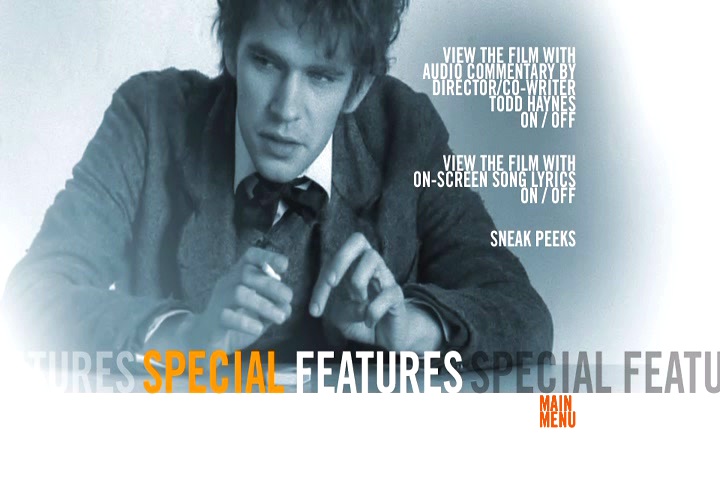 VIEW THE FILM WITH
AUDIO COMMENTARY BY
DIRECTOR/CO-WRITER
TODD HAYNES
ON / OFF
VIEW THE FILM WITH
ON-SCREEN SONG LYRICS
ON / OFF
SNEAK PEEKS
TURES SPECIAL FEATURES SPECIAL FEATU
MAIN
MENU